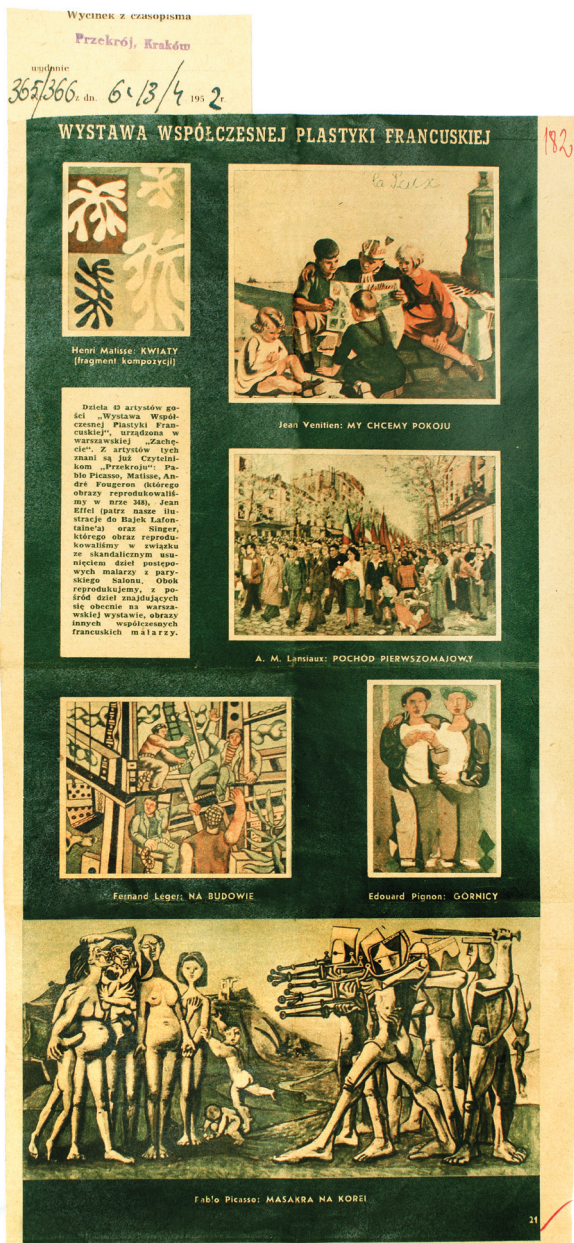 Wycinek z czasopisma
Przekrój, Kraków
wydanie
365/366 z dn. 6/13/4 1952 r.
182
WYSTAWA WSPÓŁCZESNEJ PLASTYKI FRANCUSKIEJ
Henri Matisse: KWIATY
(fragment kompozycji)
Jean Venitien: MY CHCEMY POKOJU
Dzieła 43 artystów go-
ści „Wystawa Współ-
czesnej Plastyki Fran-
cuskiej", urządzona w
warszawskiej „Zachę-
cie". Z artystów tych
znani są już Czytelni-
kom „Przekroju": Pa-
blo Picasso, Matisse, An-
dré Fougeron (którego
obrazy reprodukowaliś-
my w nrze 348), Jean
Effel (patrz nasze ilu-
stracje do Bajek Lafon-
taine'a) oraz Singer,
którego obraz reprodu-
kowaliśmy w związku
ze skandalicznym usu-
nięciem dzieł postępo-
wych malarzy z pary-
skiego Salonu. Obok
reprodukujemy, z po-
śród dzieł znajdujących
się obecnie na warsza-
wskiej wystawie, obrazy
innych współczesnych
francuskich malarzy.
A. M. Lansiaux: POCHÓD PIERWSZOMAJOWY
Fernand Léger: NA BUDOWIE
Edouard Pignon: GÓRNICY
Pablo Picasso: MASAKRA NA KOREI
21